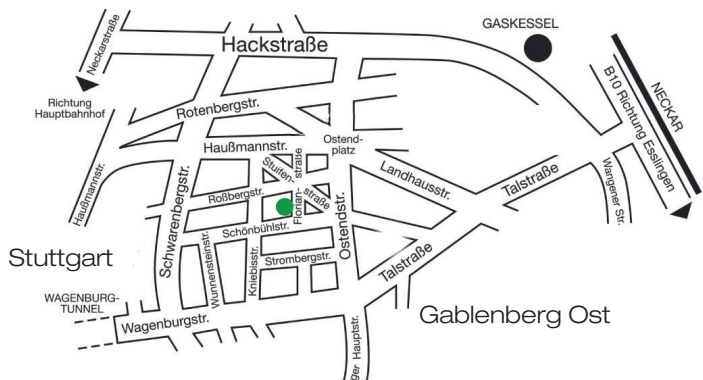 GASKESSEL
Neckarstraße
Hackstraße
NECKAR
B10 Richtung Esslingen
Richtung
Hauptbahnhof
Rotenbergstr.
Ostend-
platz
Haußmannstr.
Haußmannstr.
Stuifen-
straße
Florian-
straße
Landhausstr.
Talstraße
Wangener Str.
Roßbergstr.
Schwarenbergstr.
Schönbühlstr.
Ostendstr.
Stuttgart
Wunnensteinstr.
Kniebisstr.
Strombergstr.
Talstraße
WAGENBURG-
TUNNEL
Wagenburgstr.
Gablenberg Ost
Hauptstr.